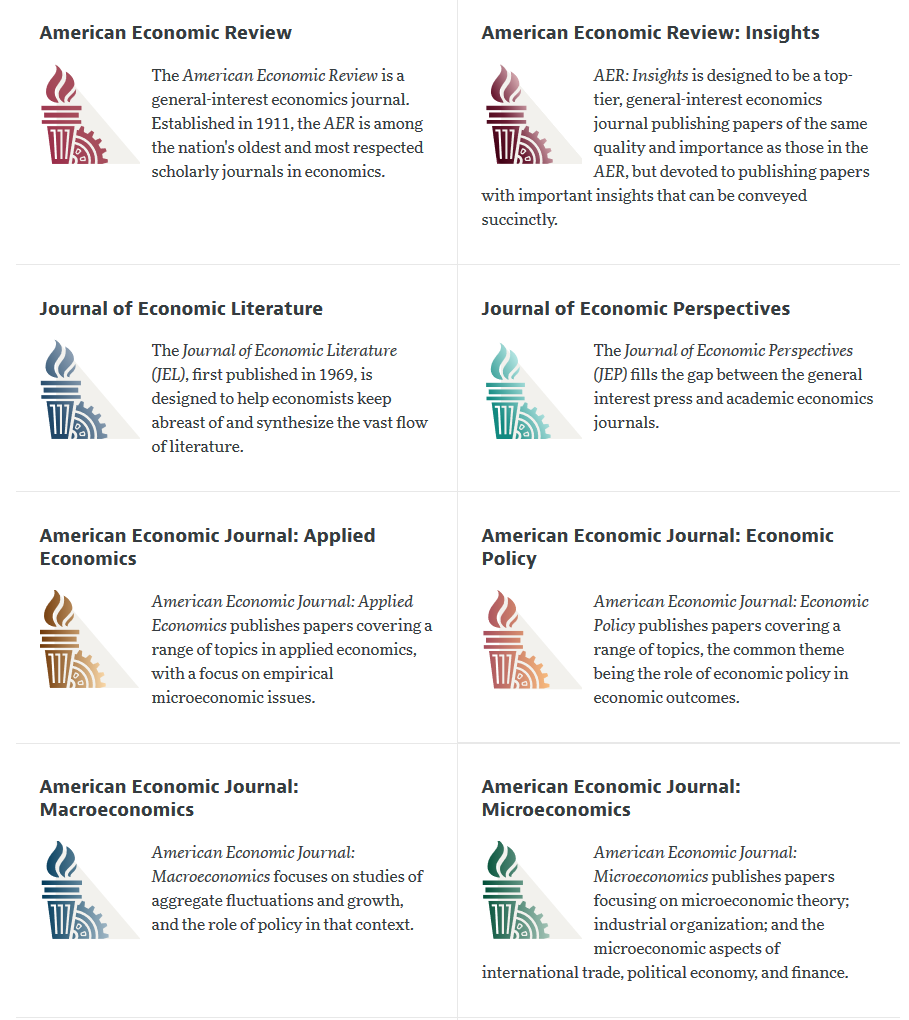 American Economic Review
The American Economic Review is a
general-interest economics journal.
Established in 1911, the AER is among
the nation's oldest and most respected
scholarly journals in economics.
American Economic Review: Insights
AER: Insights is designed to be a top-
tier, general-interest economics
journal publishing papers of the same
quality and importance as those in the
AER, but devoted to publishing papers
with important insights that can be conveyed
succinctly.
Journal of Economic Literature
The Journal of Economic Literature
(JEL), first published in 1969, is
designed to help economists keep
abreast of and synthesize the vast flow
of literature.
Journal of Economic Perspectives
The Journal of Economic Perspectives
(JEP) fills the gap between the general
interest press and academic economics
journals.
American Economic Journal: Applied
Economics
American Economic Journal: Applied
Economics publishes papers covering a
range of topics in applied economics,
with a focus on empirical
microeconomic issues.
American Economic Journal: Economic
Policy
American Economic Journal: Economic
Policy publishes papers covering a
range of topics, the common theme
being the role of economic policy in
economic outcomes.
American Economic Journal:
Macroeconomics
American Economic Journal:
Macroeconomics focuses on studies of
aggregate fluctuations and growth,
and the role of policy in that context.
American Economic Journal:
Microeconomics
American Economic Journal:
Microeconomics publishes papers
focusing on microeconomic theory;
industrial organization; and the
microeconomic aspects of
international trade, political economy, and finance.